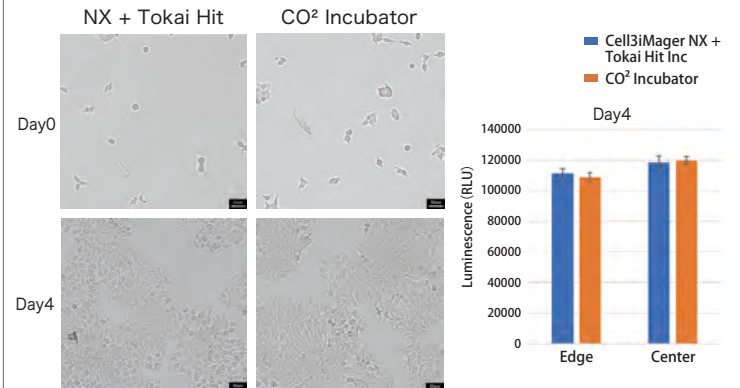 NX + Tokai Hit
CO² Incubator
Day0
Day4
Cell3iMager NX +
Tokai Hit Inc
CO² Incubator
Day4
Luminescence (RLU)
140000
120000
100000
80000
60000
40000
20000
0
Edge
Center